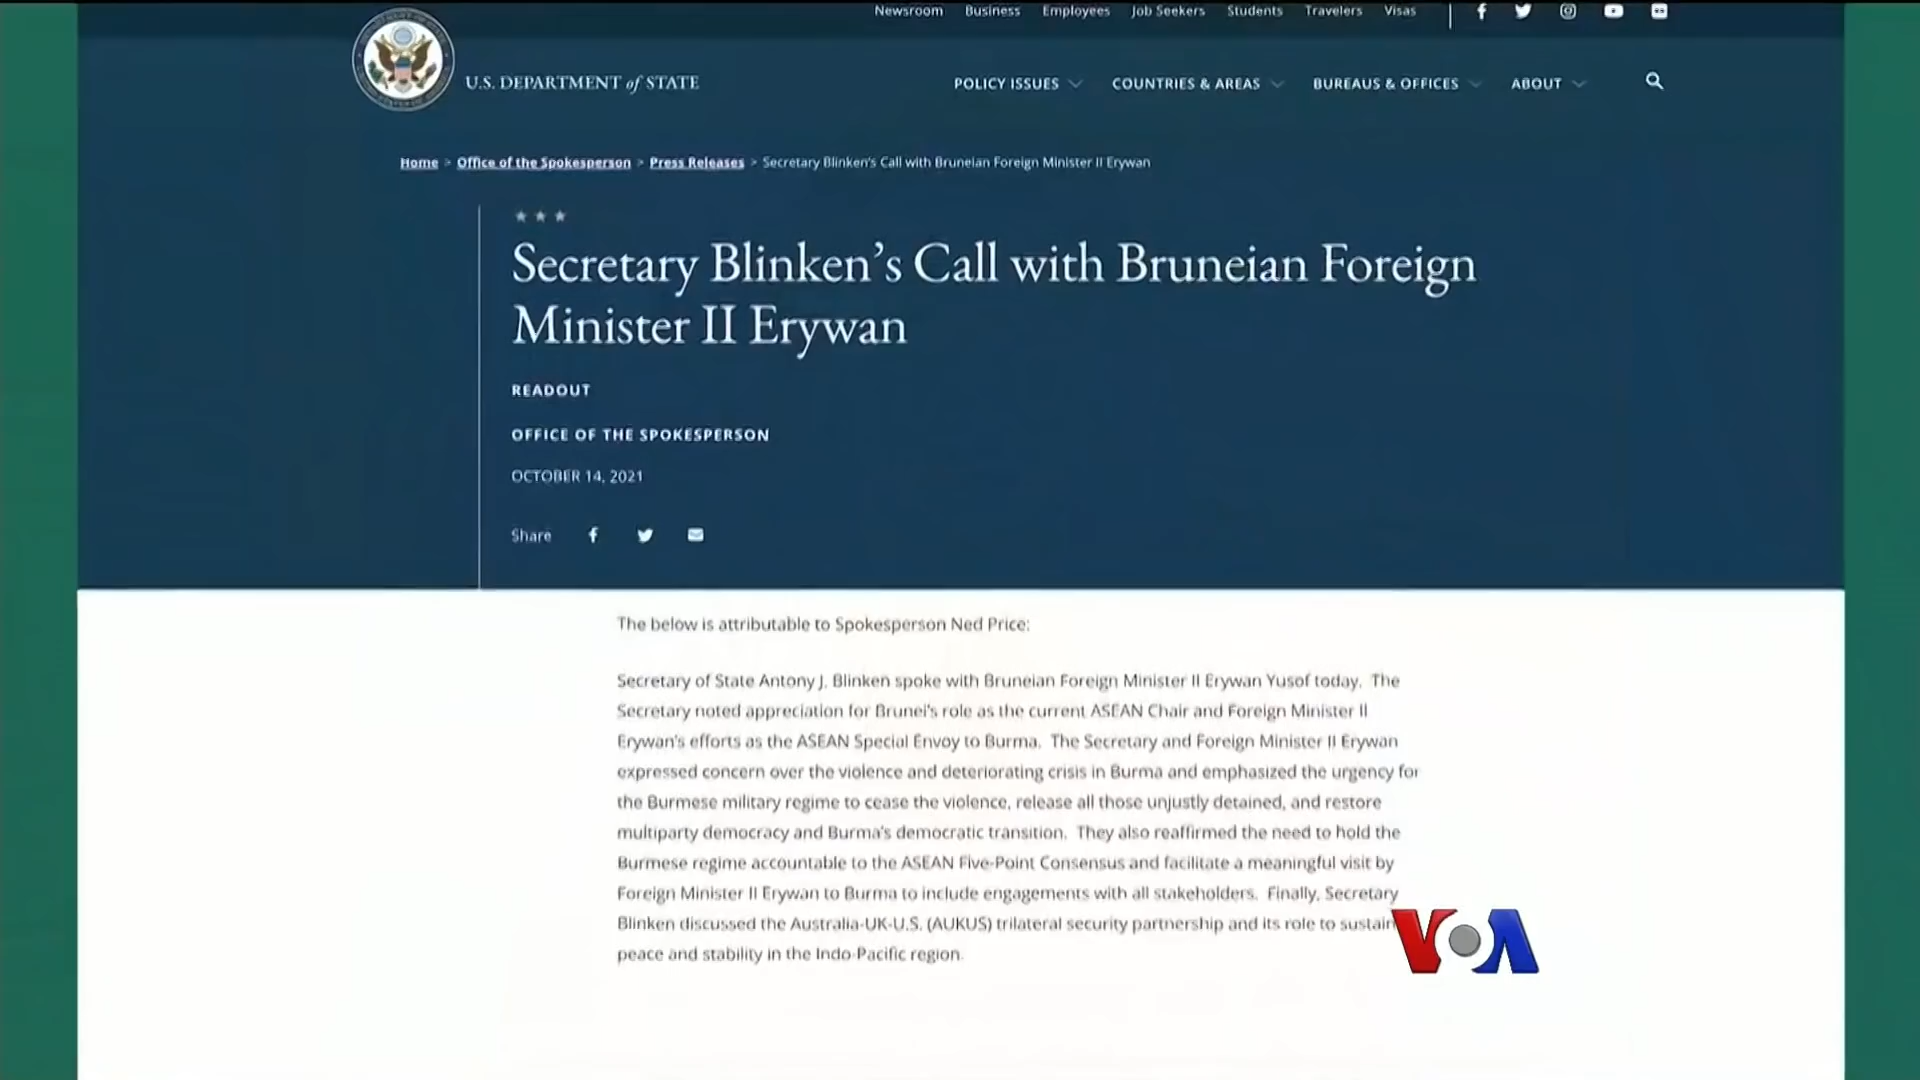 Newsroom Business Employees Job Seekers Students Travelers Visas
U.S. DEPARTMENT of STATE
POLICY ISSUES COUNTRIES & AREAS BUREAUS & OFFICES ABOUT
Home > Office of the Spokesperson > Press Releases > Secretary Blinken's Call with Bruneian Foreign Minister II Erywan
Secretary Blinken’s Call with Bruneian Foreign
Minister II Erywan
READOUT
OFFICE OF THE SPOKESPERSON
OCTOBER 14, 2021
Share
The below is attributable to Spokesperson Ned Price:
Secretary of State Antony J. Blinken spoke with Bruneian Foreign Minister II Erywan Yusof today. The
Secretary noted appreciation for Brunei's role as the current ASEAN Chair and Foreign Minister II
Erywan's efforts as the ASEAN Special Envoy to Burma. The Secretary and Foreign Minister II Erywan
expressed concern over the violence and deteriorating crisis in Burma and emphasized the urgency for
the Burmese military regime to cease the violence, release all those unjustly detained, and restore
multiparty democracy and Burma's democratic transition. They also reaffirmed the need to hold the
Burmese regime accountable to the ASEAN Five-Point Consensus and facilitate a meaningful visit by
Foreign Minister II Erywan to Burma to include engagements with all stakeholders. Finally, Secretary
Blinken discussed the Australia-UK-U.S. (AUKUS) trilateral security partnership and its role to sustain
peace and stability in the Indo-Pacific region.
VOA